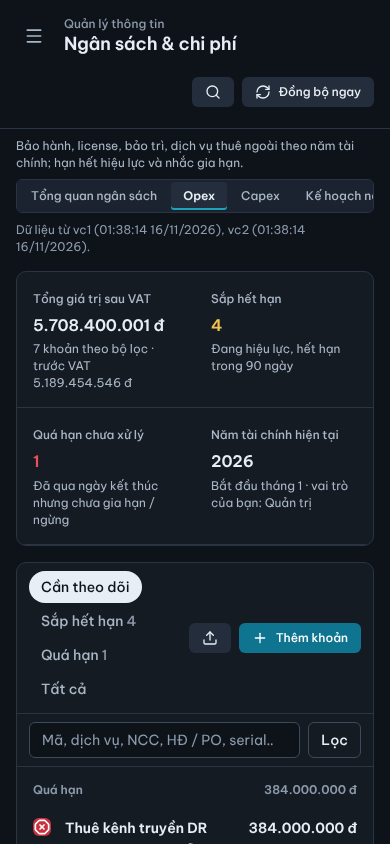 Quản lý thông tin
Ngân sách & chi phí
Đồng bộ ngay
Bảo hành, license, bảo trì, dịch vụ thuê ngoài theo năm tài
chính; hạn hết hiệu lực và nhắc gia hạn.
Tổng quan ngân sách Opex Capex Kế hoạch n
Dữ liệu từ vc1 (01:38:14 16/11/2026), vc2 (01:38:14
16/11/2026).
Tổng giá trị sau VAT
5.708.400.001 đ
7 khoản theo bộ lọc ·
trước VAT
5.189.454.546 đ
Sắp hết hạn
4
Đang hiệu lực, hết hạn
trong 90 ngày
Quá hạn chưa xử lý
1
Đã qua ngày kết thúc
nhưng chưa gia hạn /
ngừng
Năm tài chính hiện tại
2026
Bắt đầu tháng 1 · vai trò
của bạn: Quản trị
Cần theo dõi
Sắp hết hạn 4
Quá hạn 1
Tất cả
Thêm khoản
Mã, dịch vụ, NCC, HĐ / PO, serial..
Lọc
Quá hạn 384.000.000 đ
Thuê kênh truyền DR 384.000.000 đ